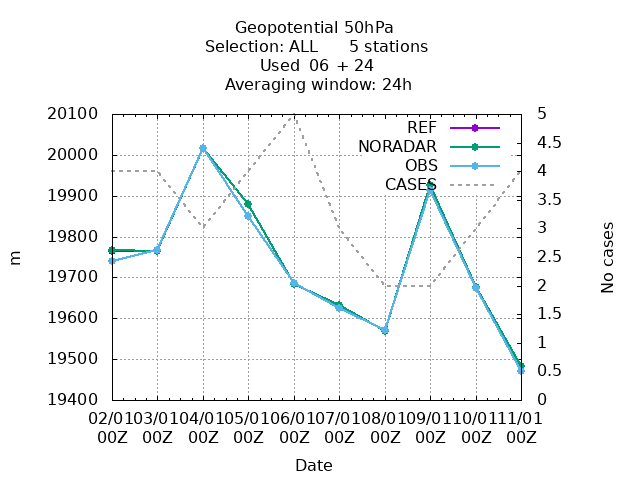 Geopotential 50hPa
Selection: ALL 5 stations
Used 06 + 24
Averaging window: 24h
REF
NORADAR
OBS
CASES
20100
20000
19900
19800
19700
19600
19500
19400
m
5
4.5
4
3.5
3
2.5
2
1.5
1
0.5
0
No cases
02/01 03/01 04/01 05/01 06/01 07/01 08/01 09/01 10/01 11/01
00Z 00Z 00Z 00Z 00Z 00Z 00Z 00Z 00Z 00Z
Date